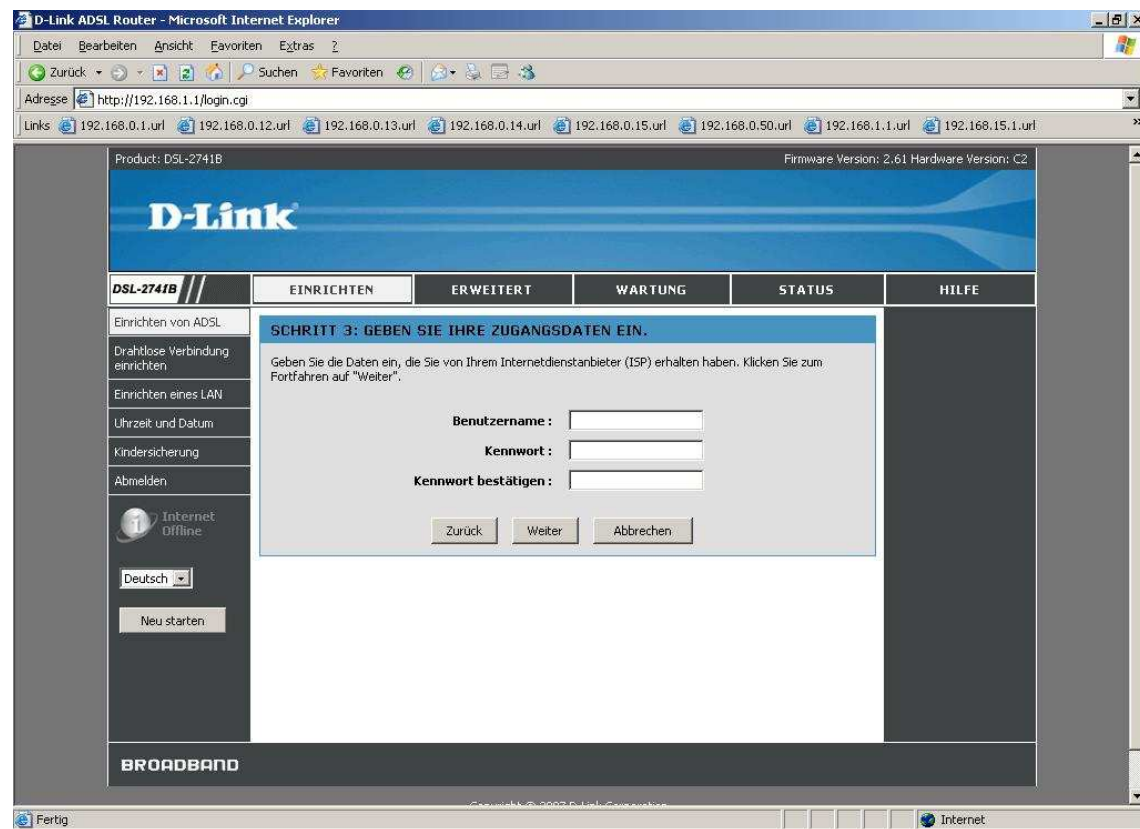 D-Link ADSL Router - Microsoft Internet Explorer
Datei Bearbeiten Ansicht Favoriten Extras ?
Zurück Suchen Favoriten
Adresse http://192.168.1.1/login.cgi
Links 192.168.0.1.url 192.168.0.12.url 192.168.0.13.url 192.168.0.14.url 192.168.0.15.url 192.168.0.50.url 192.168.1.1.url 192.168.15.1.url »
Product: DSL-2741B Firmware Version: 2.61 Hardware Version: C2
D-Link
DSL-2741B EINRICHTEN ERWEITERT WARTUNG STATUS HILFE
Einrichten von ADSL
Drahtlose Verbindung
einrichten
Einrichten eines LAN
Uhrzeit und Datum
Kindersicherung
Abmelden
Internet
Offline
Deutsch
Neu starten
SCHRITT 3: GEBEN SIE IHRE ZUGANGSDATEN EIN.
Geben Sie die Daten ein, die Sie von Ihrem Internetdienstanbieter (ISP) erhalten haben. Klicken Sie zum
Fortfahren auf "Weiter".
Benutzername :
Kennwort :
Kennwort bestätigen :
Zurück Weiter Abbrechen
BROADBAND
Copyright © 2007 D-Link Corporation
Fertig Internet